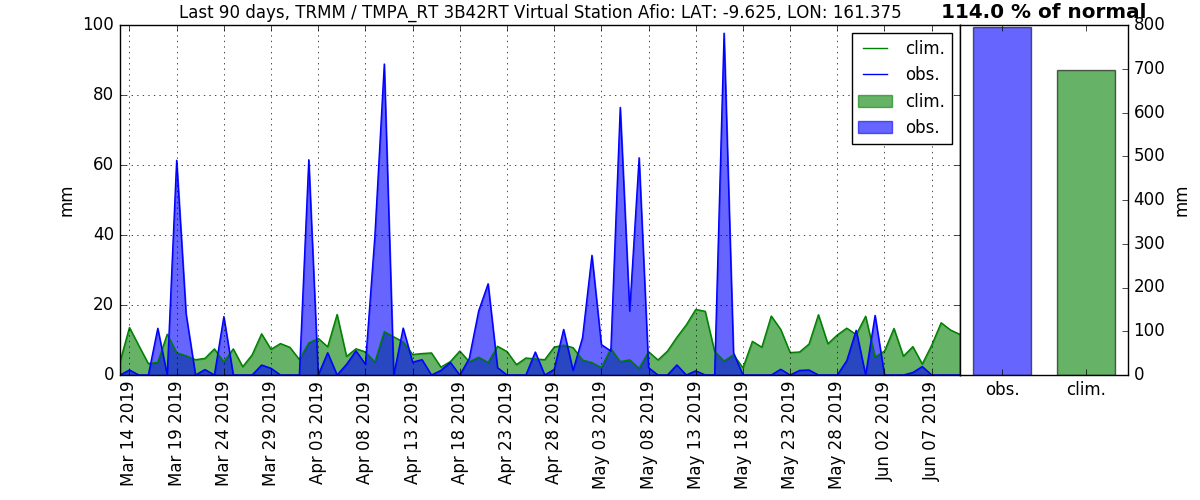 Last 90 days, TRMM / TMPA_RT 3B42RT Virtual Station Afio: LAT: -9.625, LON: 161.375
114.0 % of normal
mm
100
80
60
40
20
0
clim.
obs.
clim.
obs.
Mar 14 2019
Mar 19 2019
Mar 24 2019
Mar 29 2019
Apr 03 2019
Apr 08 2019
Apr 13 2019
Apr 18 2019
Apr 23 2019
Apr 28 2019
May 03 2019
May 08 2019
May 13 2019
May 18 2019
May 23 2019
May 28 2019
Jun 02 2019
Jun 07 2019
800
700
600
500
400
300
200
100
0
mm
obs.
clim.